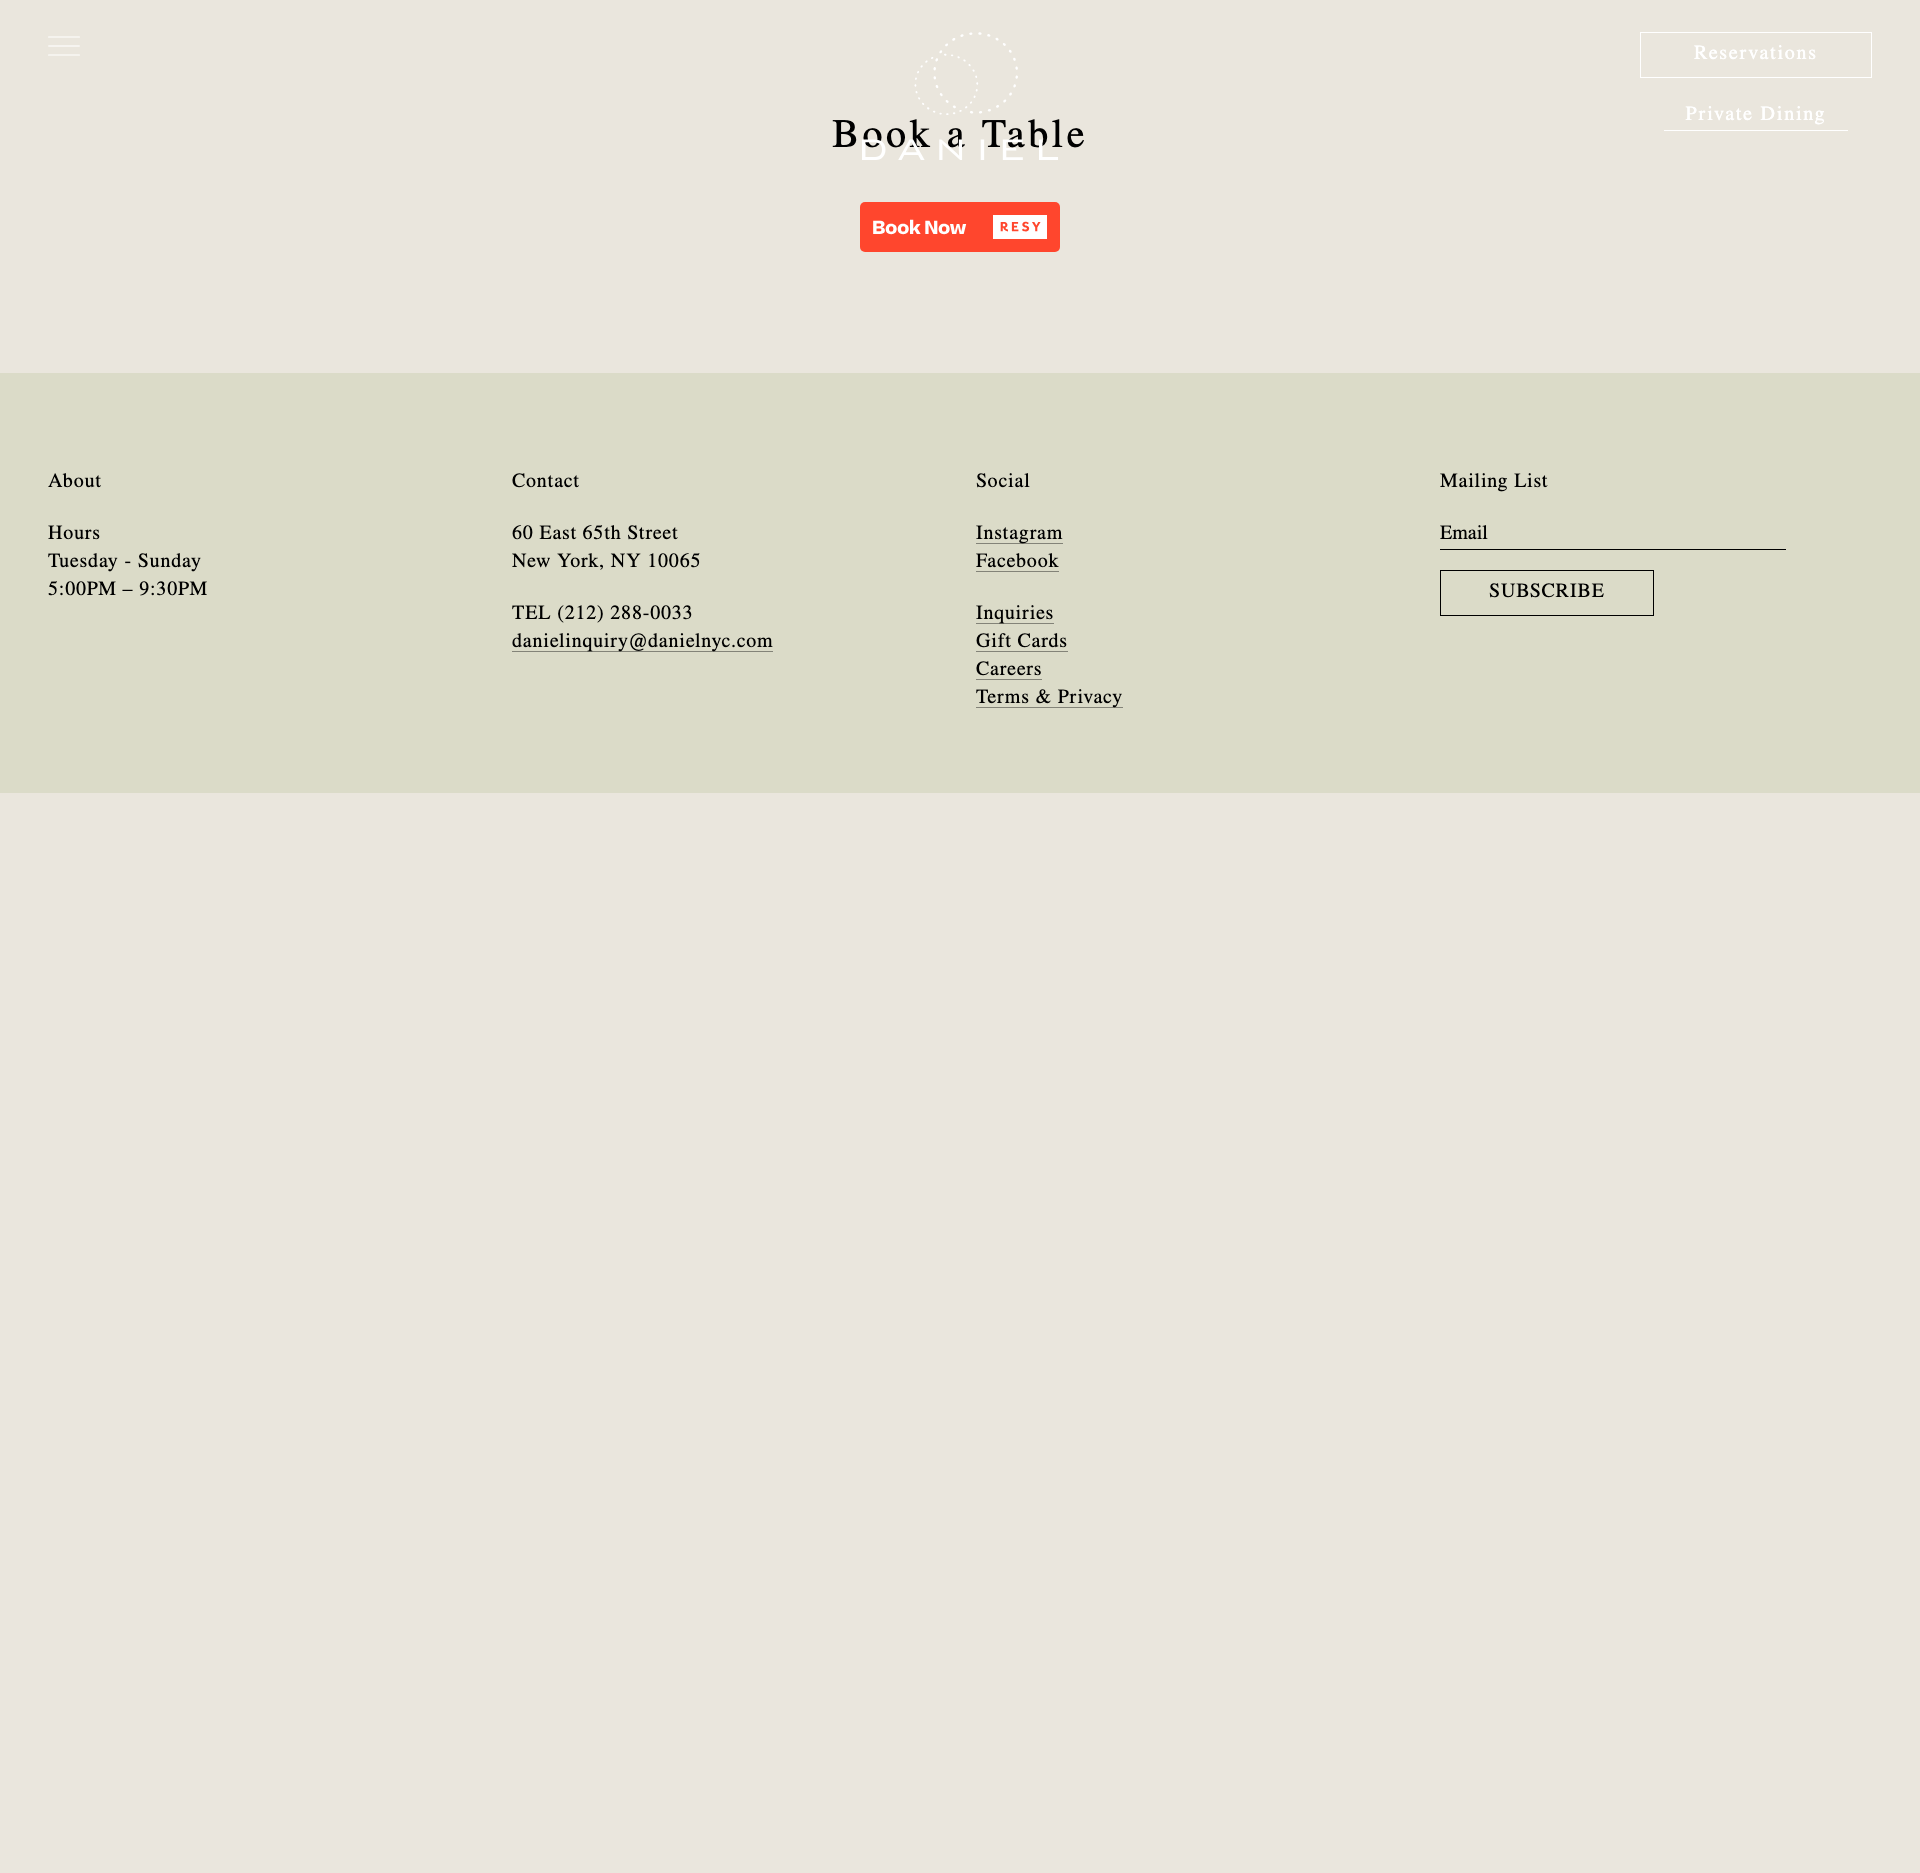 Reservations
Private Dining
Book a Table
DANIEL
Book Now RESY
About
Hours
Tuesday - Sunday
5:00PM – 9:30PM
Contact
60 East 65th Street
New York, NY 10065
TEL (212) 288-0033
danielinquiry@danielnyc.com
Social
Instagram
Facebook
Inquiries
Gift Cards
Careers
Terms & Privacy
Mailing List
Email
SUBSCRIBE